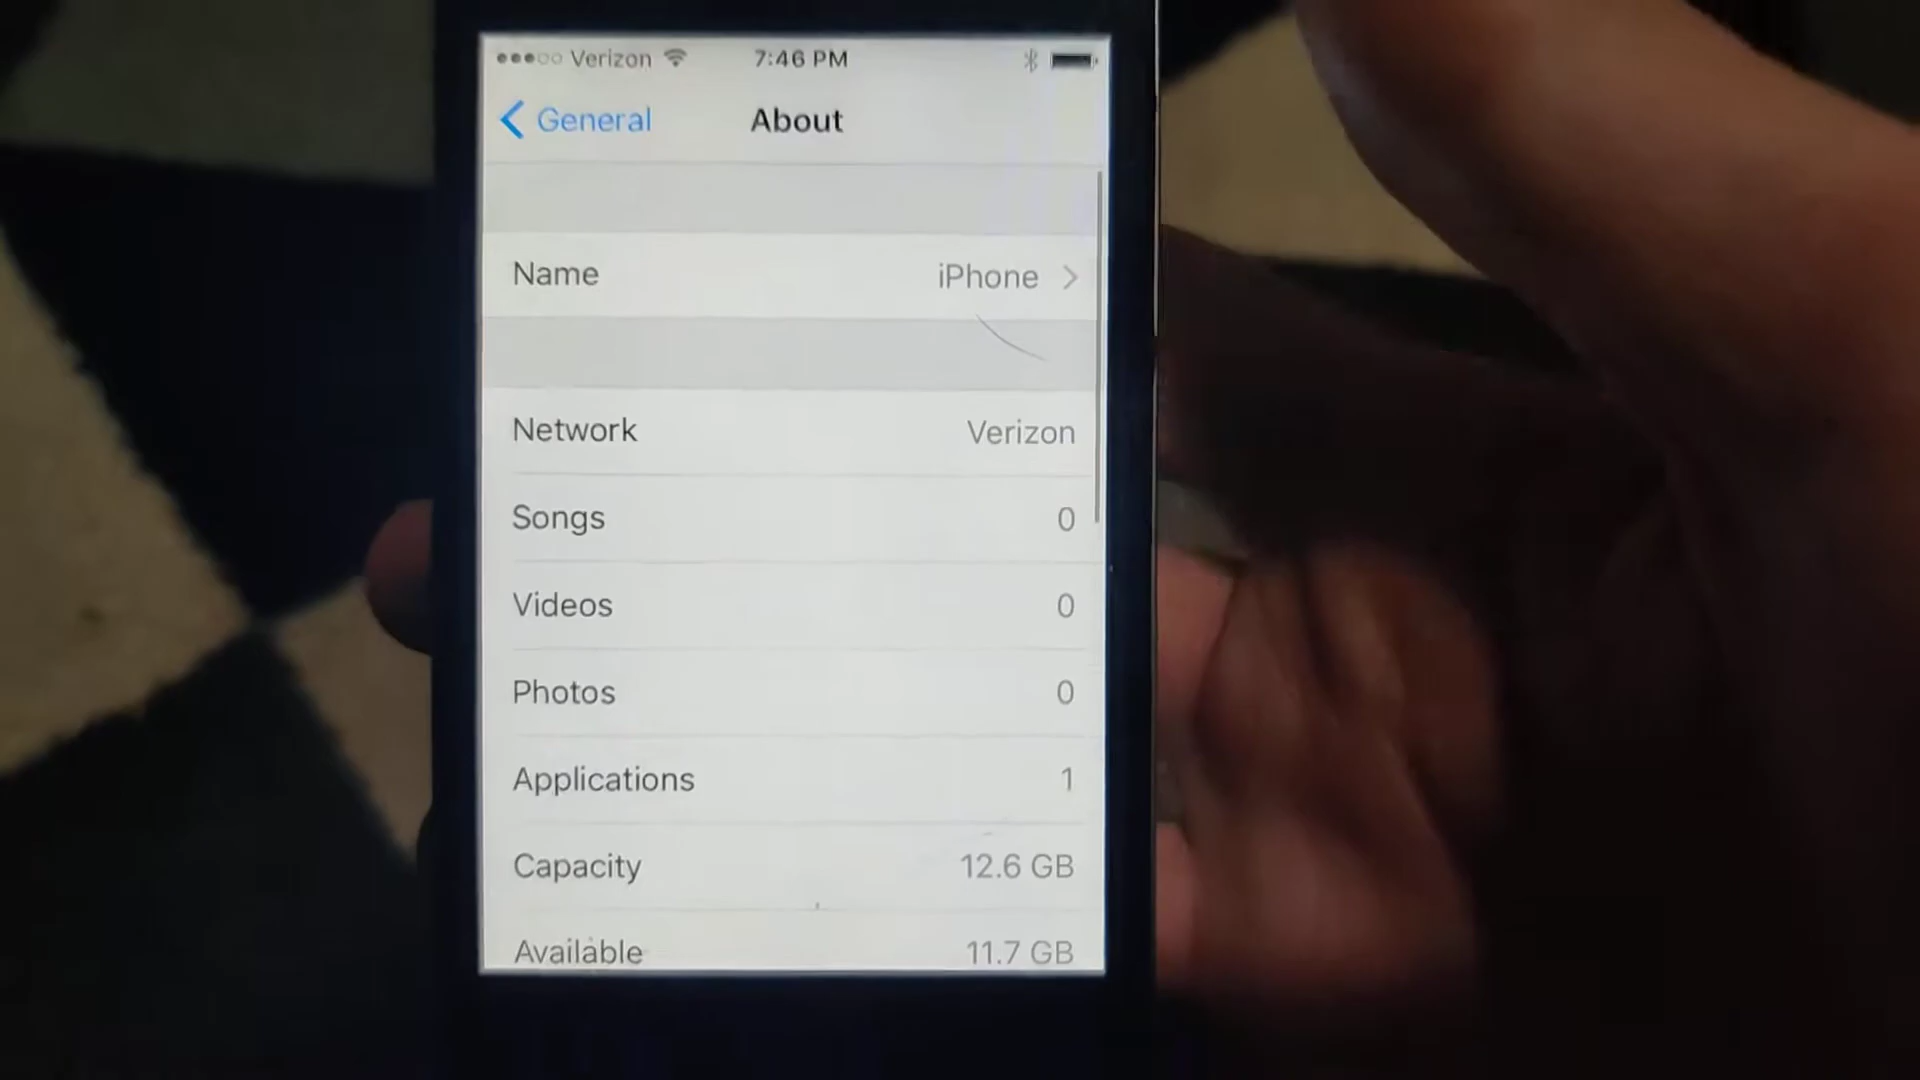 Verizon 7:46 PM
General About
Name iPhone
Network Verizon
Songs 0
Videos 0
Photos 0
Applications 1
Capacity 12.6 GB
Available 11.7 GB